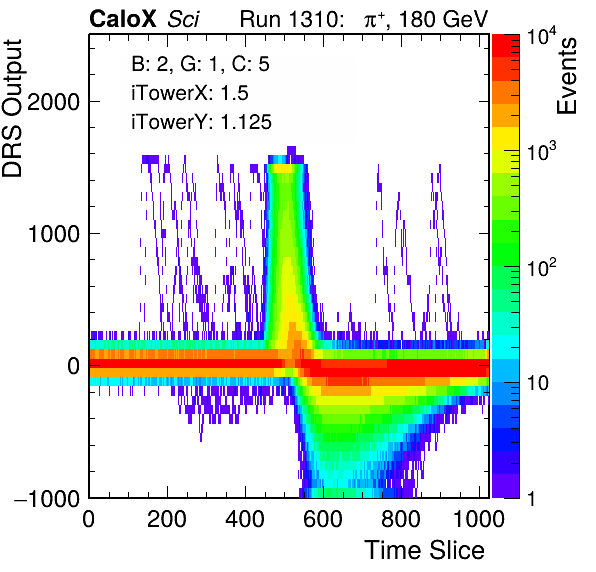 CaloX Sci Run 1310: π⁺, 180 GeV
B: 2, G: 1, C: 5
iTowerX: 1.5
iTowerY: 1.125
DRS Output
2000
1000
0
−1000
0 200 400 600 800 1000
Time Slice
Events
10⁴
10³
10²
10
1